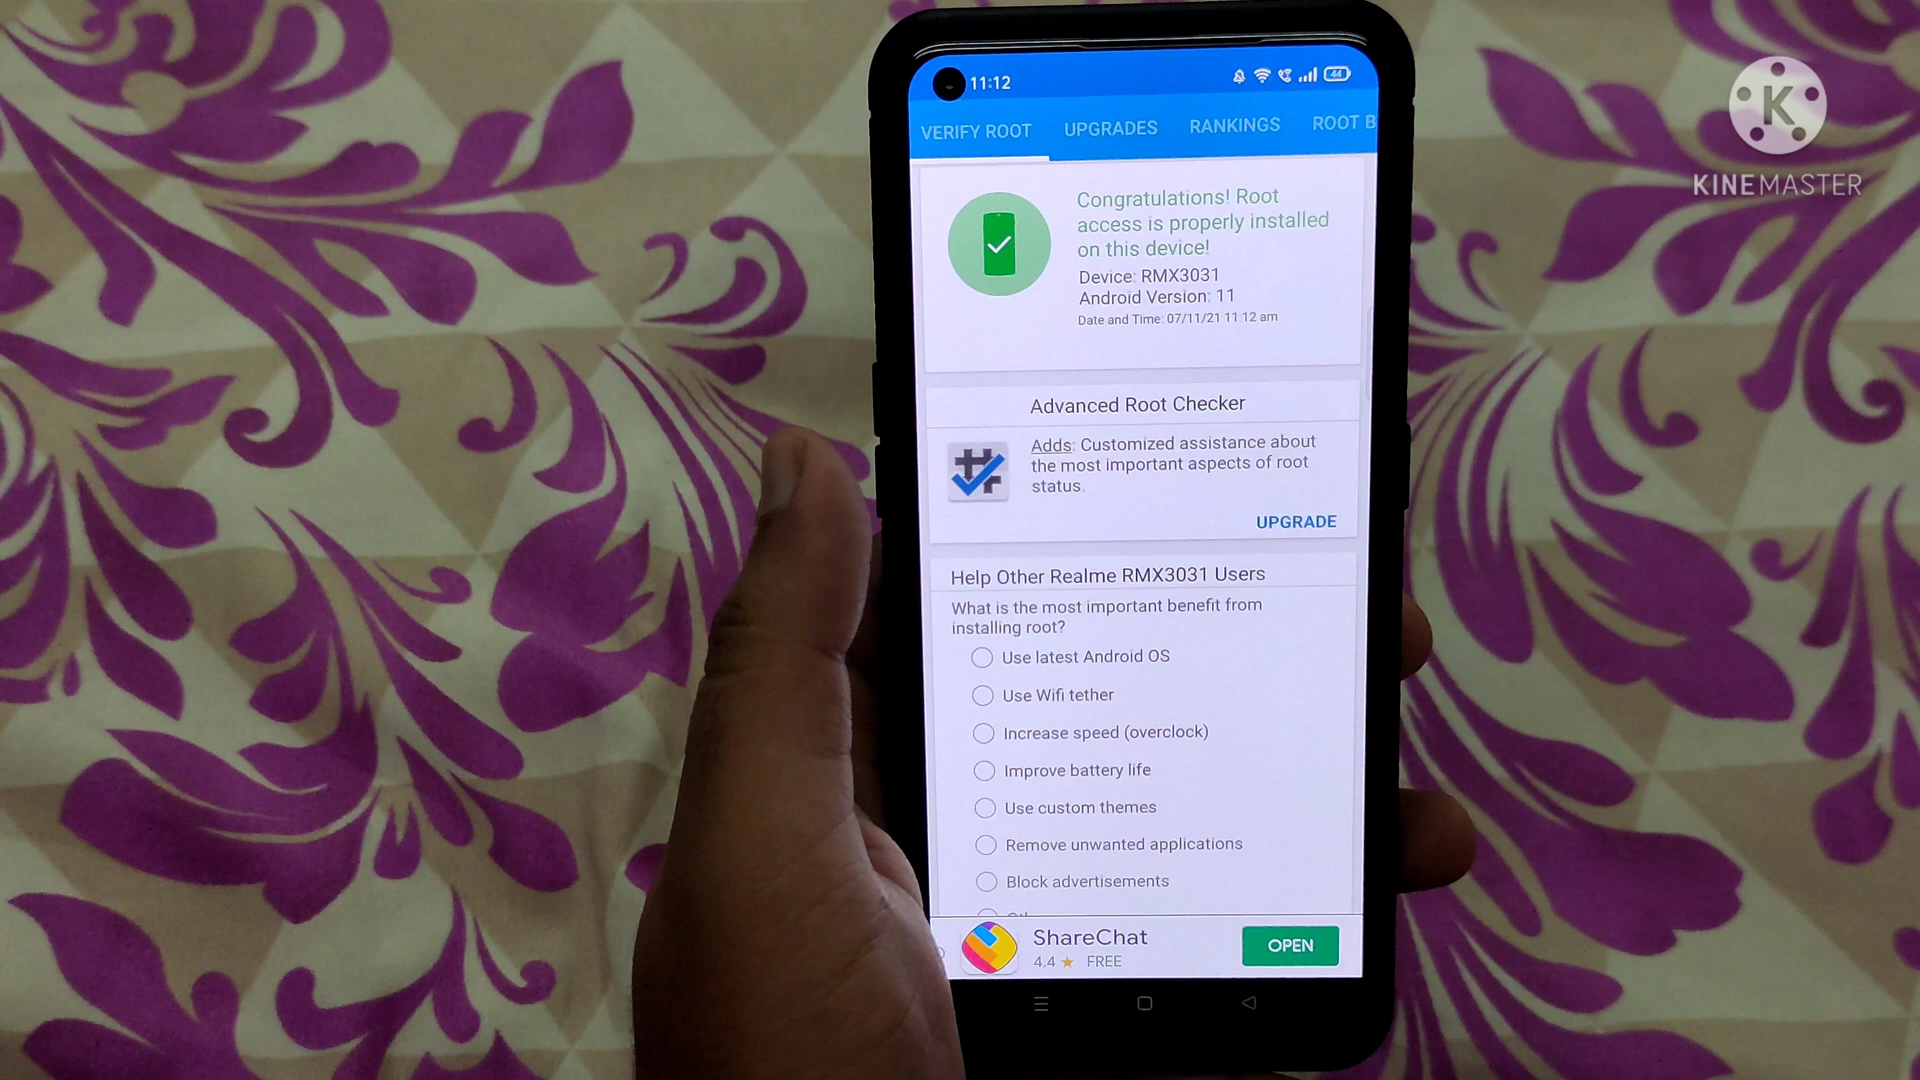 11:12
44
VERIFY ROOT
UPGRADES
RANKINGS
ROOT B
K
KINEMASTER
Congratulations! Root
access is properly installed
on this device!
Device: RMX3031
Android Version: 11
Date and Time: 07/11/21 11:12 am
Advanced Root Checker
Adds: Customized assistance about
the most important aspects of root
status.
UPGRADE
Help Other Realme RMX3031 Users
What is the most important benefit from
installing root?
Use latest Android OS
Use Wifi tether
Increase speed (overclock)
Improve battery life
Use custom themes
Remove unwanted applications
Block advertisements
ShareChat
4.4 ★ FREE
OPEN